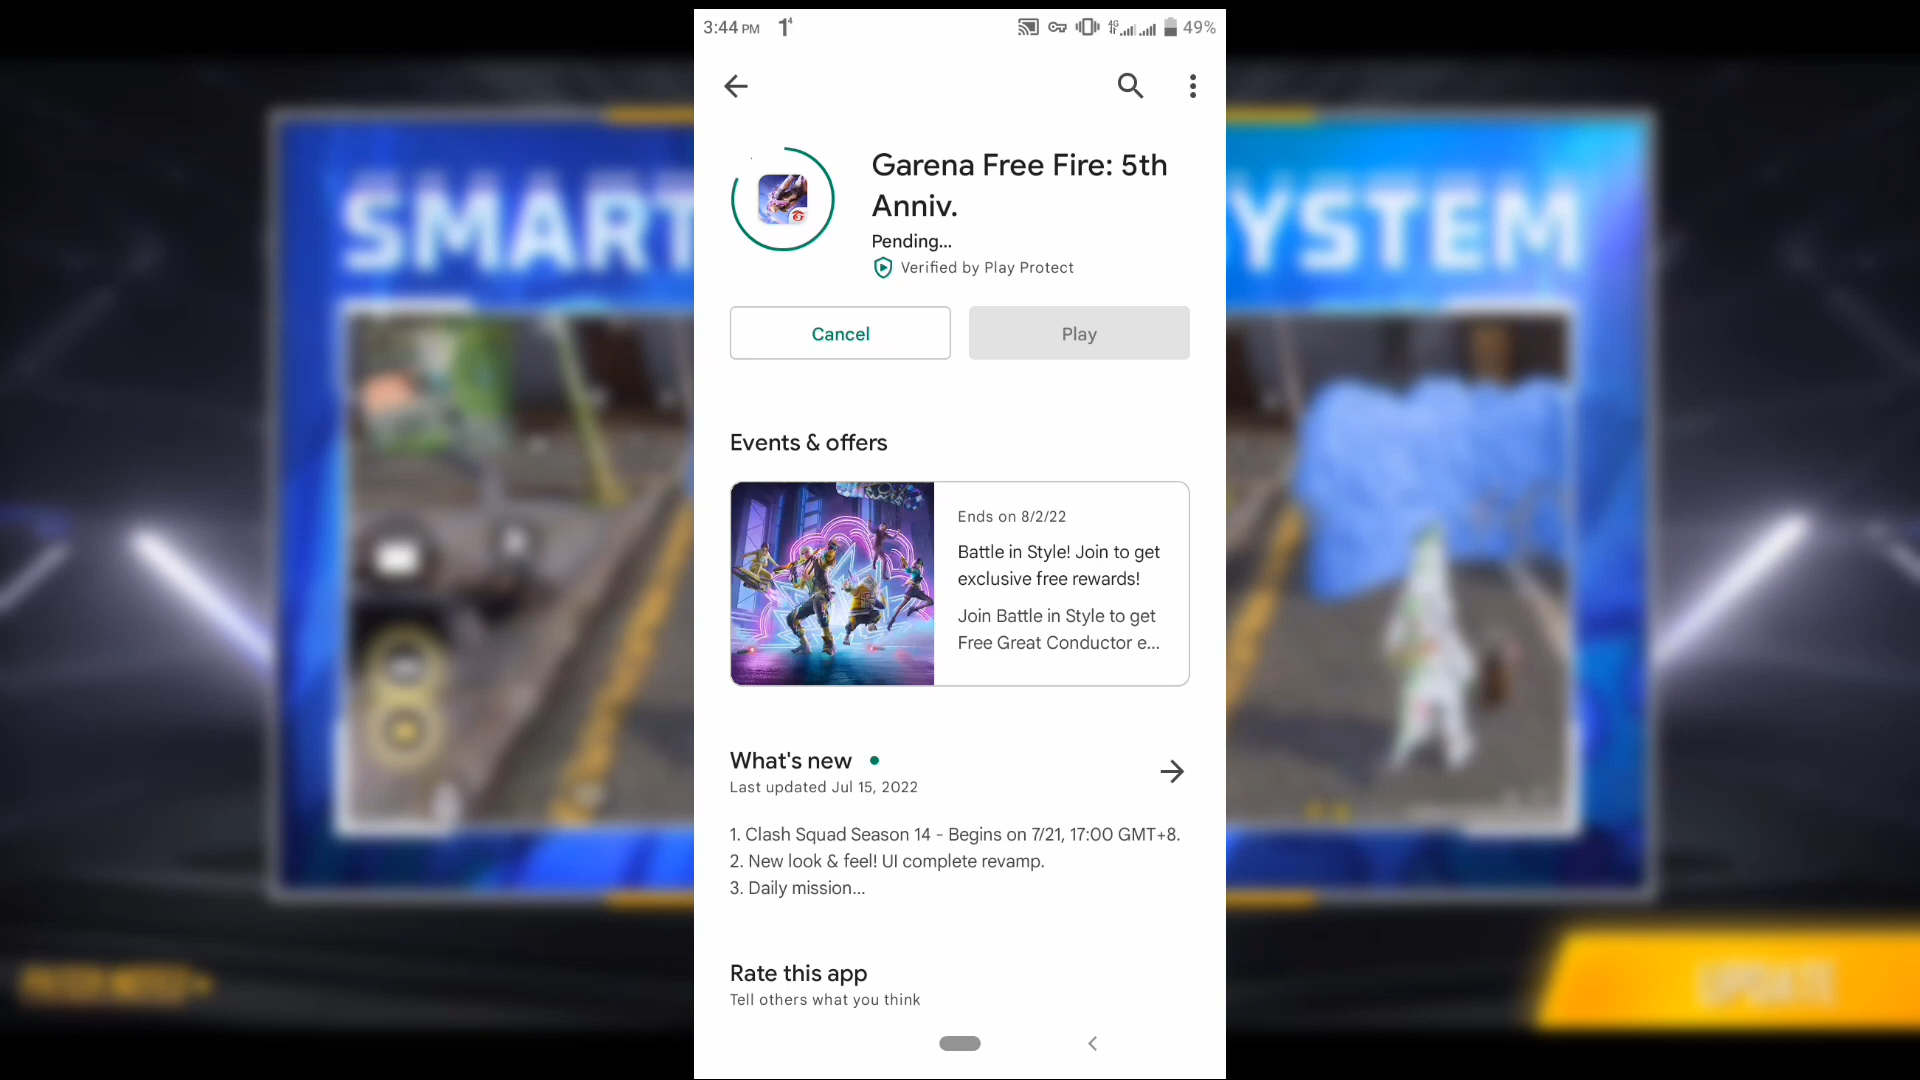 3:44 PM 1⁴ 4G 49%
SMART
YSTEM
Garena Free Fire: 5th
Anniv.
Pending...
Verified by Play Protect
Cancel
Play
Events & offers
Ends on 8/2/22
Battle in Style! Join to get
exclusive free rewards!
Join Battle in Style to get
Free Great Conductor e...
What's new
Last updated Jul 15, 2022
1. Clash Squad Season 14 - Begins on 7/21, 17:00 GMT+8.
2. New look & feel! UI complete revamp.
3. Daily mission...
Rate this app
Tell others what you think
UPDATE